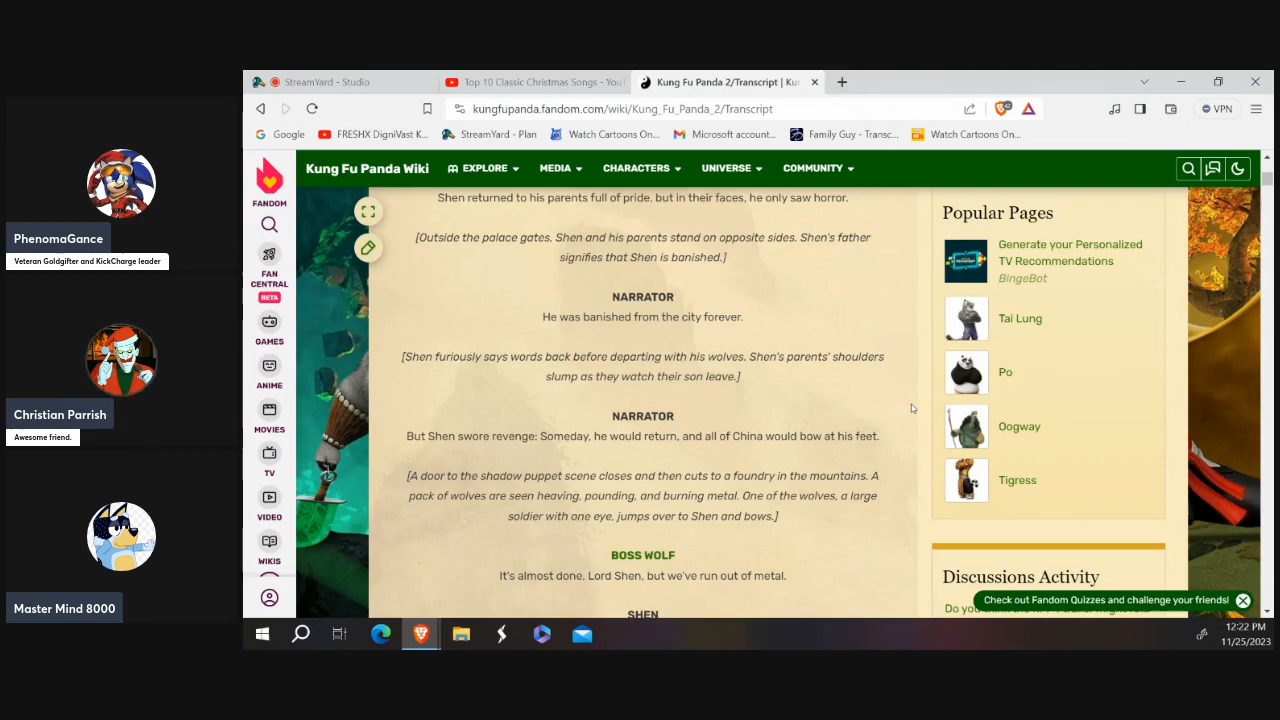 PhenomaGance
Veteran Goldgifter and KickCharge leader
Christian Parrish
Awesome friend.
Master Mind 8000
StreamYard - Studio
Top 10 Classic Christmas Songs - YouT
Kung Fu Panda 2/Transcript | Ku
kungfupanda.fandom.com/wiki/Kung_Fu_Panda_2/Transcript
VPN
Google
FRESHX DigniVast K...
StreamYard - Plan
Watch Cartoons On...
Microsoft account...
Family Guy - Transc...
Watch Cartoons On...
FANDOM
FAN
CENTRAL
BETA
GAMES
ANIME
MOVIES
TV
VIDEO
WIKIS
Kung Fu Panda Wiki
EXPLORE
MEDIA
CHARACTERS
UNIVERSE
COMMUNITY
Shen returned to his parents full of pride, but in their faces, he only saw horror.
[Outside the palace gates, Shen and his parents stand on opposite sides. Shen's father
signifies that Shen is banished.]
NARRATOR
He was banished from the city forever.
[Shen furiously says words back before departing with his wolves. Shen's parents' shoulders
slump as they watch their son leave.]
NARRATOR
But Shen swore revenge: Someday, he would return, and all of China would bow at his feet.
[A door to the shadow puppet scene closes and then cuts to a foundry in the mountains. A
pack of wolves are seen heaving, pounding, and burning metal. One of the wolves, a large
soldier with one eye, jumps over to Shen and bows.]
BOSS WOLF
It's almost done, Lord Shen, but we've run out of metal.
SHEN
Popular Pages
Generate your Personalized
TV Recommendations
BingeBot
Tai Lung
Po
Oogway
Tigress
Discussions Activity
Check out Fandom Quizzes and challenge your friends!
12:22 PM
11/25/2023